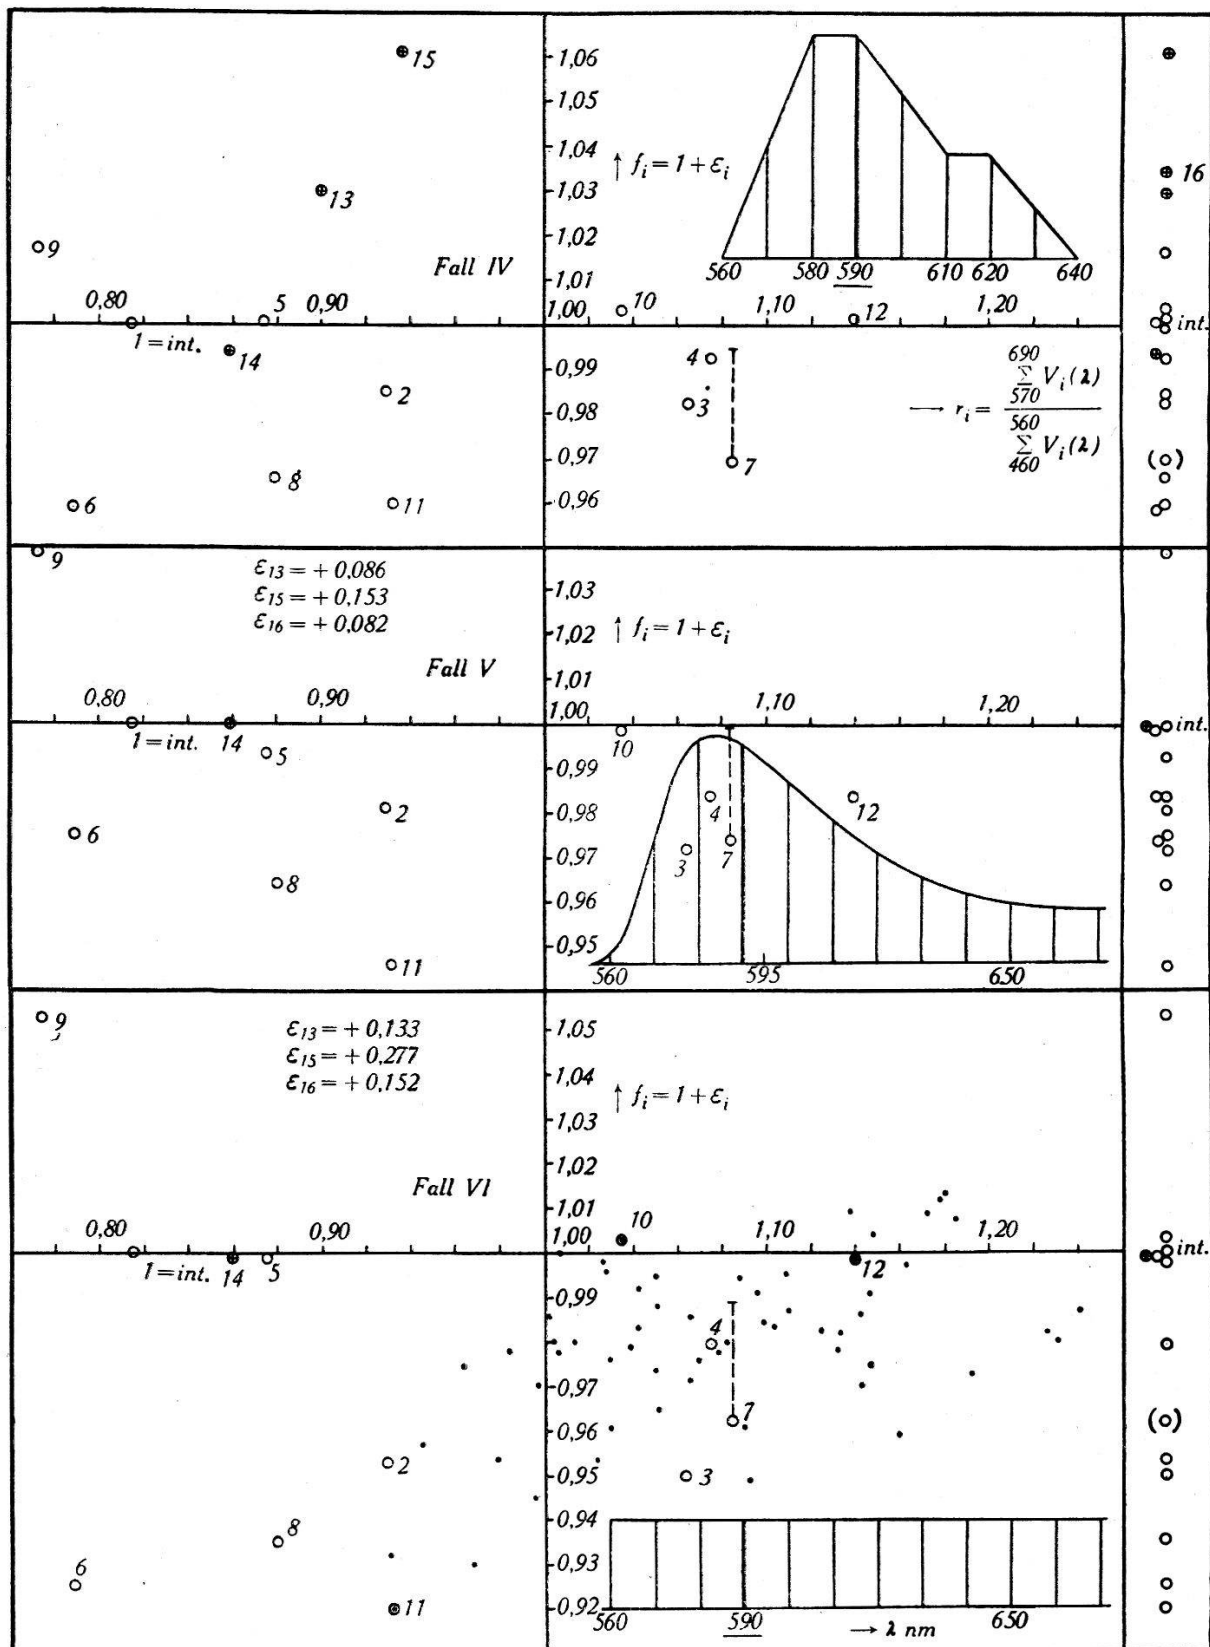 15
1,06
1,05
1,04
↑ f_i = 1 + ε_i
16
13
1,03
9
1,02
Fall IV
1,01
560 580 590 610 620 640
0,80 5 0,90 1,00 10 1,10 1,20
1 = int. 12 int.
14
0,99
4
690
Σ V_i(λ)
570
2
0,98
3
→ r_i =
560
Σ V_i(λ)
460
8
0,97
7
( )
6
11
0,96
9
ε₁₃ = + 0,086
ε₁₅ = + 0,153
ε₁₆ = + 0,082
1,03
1,02
↑ f_i = 1 + ε_i
Fall V
1,01
0,80 0,90 1,00 1,10 1,20
1 = int. 14 int.
5
10
0,99
2
0,98
4
12
6
3
7
0,97
8
0,96
11
0,95
560 595 650
9
ε₁₃ = + 0,133
ε₁₅ = + 0,277
ε₁₆ = + 0,152
1,05
1,04
↑ f_i = 1 + ε_i
1,03
1,02
Fall VI
1,01
0,80 0,90 1,00 10 1,10 1,20
1 = int. 14 5 12 int.
0,99
4
0,98
0,97
7
( )
0,96
2
0,95
3
8
0,94
6
0,93
11
0,92
560 590 → λ nm 650